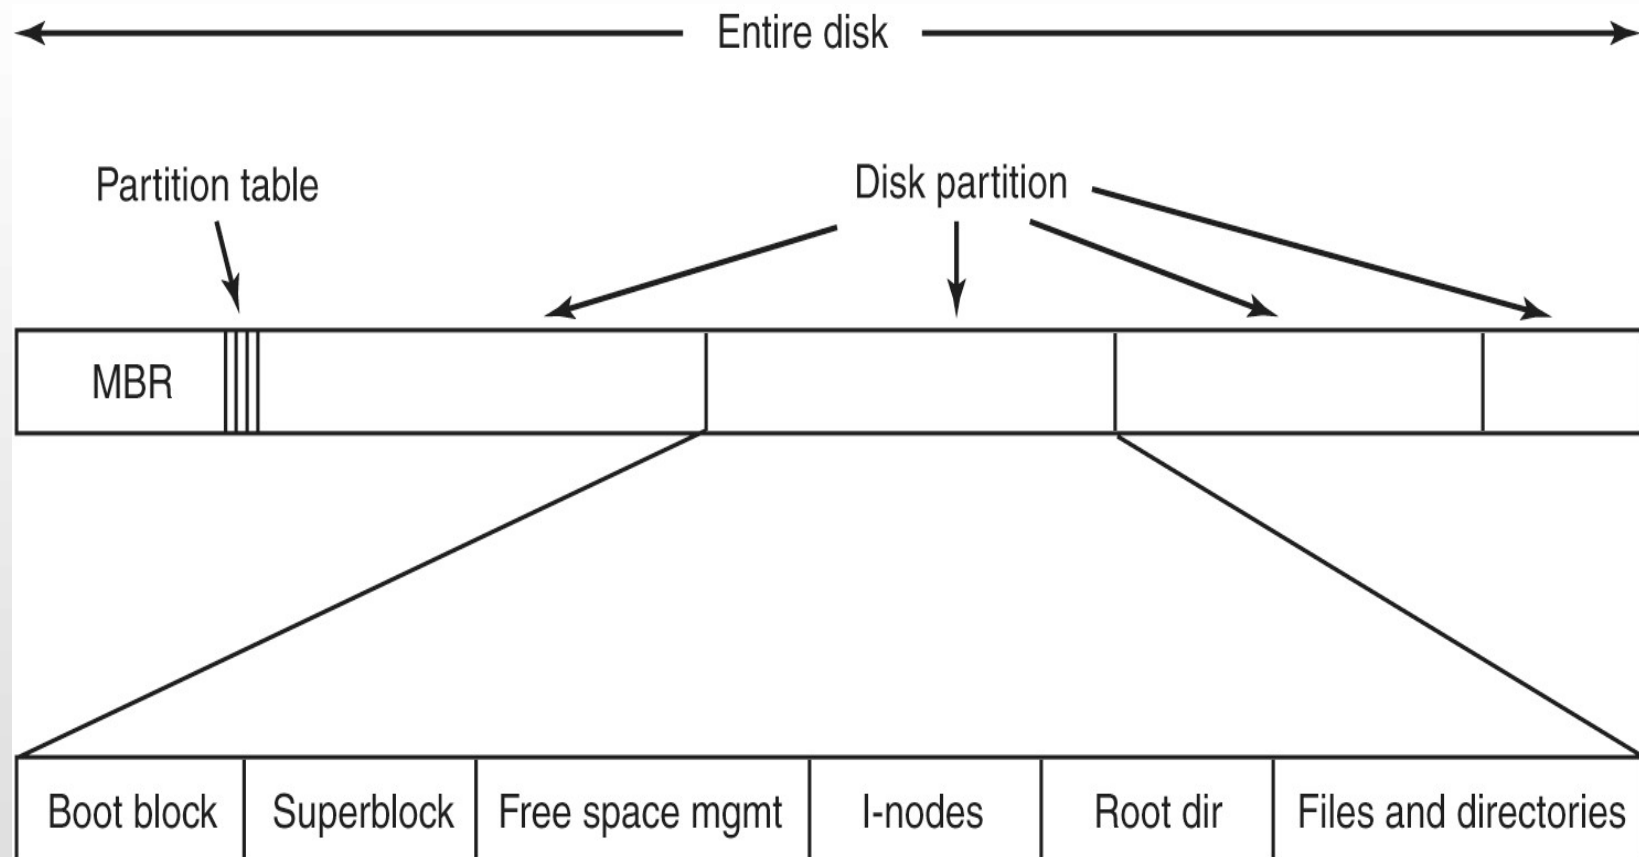 Entire disk
Partition table
Disk partition
MBR
Boot block
Superblock
Free space mgmt
I-nodes
Root dir
Files and directories